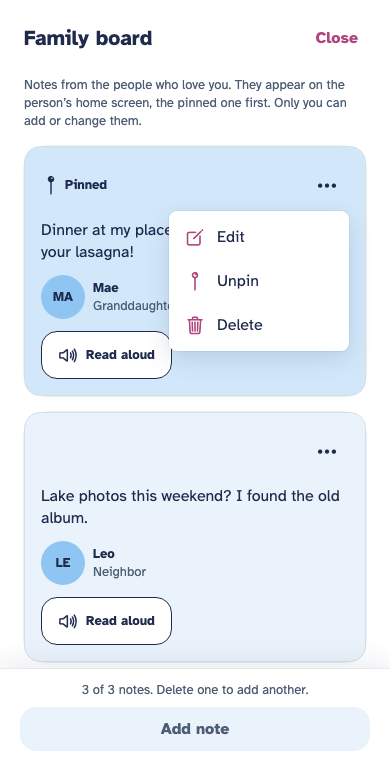 Family board
Close
Notes from the people who love you. They appear on the
person's home screen, the pinned one first. Only you can
add or change them.
Pinned
Dinner at my place
your lasagna!
MA
Mae
Edit
Unpin
Delete
Read aloud
Lake photos this weekend? I found the old
album.
LE
Leo
Neighbor
Read aloud
3 of 3 notes. Delete one to add another.
Add note